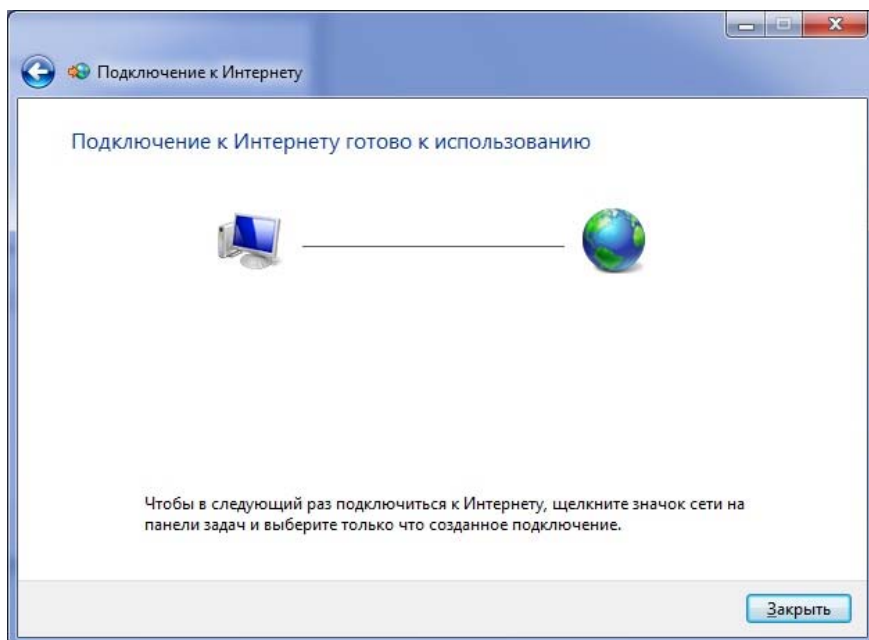 Подключение к Интернету
Подключение к Интернету готово к использованию
Чтобы в следующий раз подключиться к Интернету, щелкните значок сети на
панели задач и выберите только что созданное подключение.
Закрыть